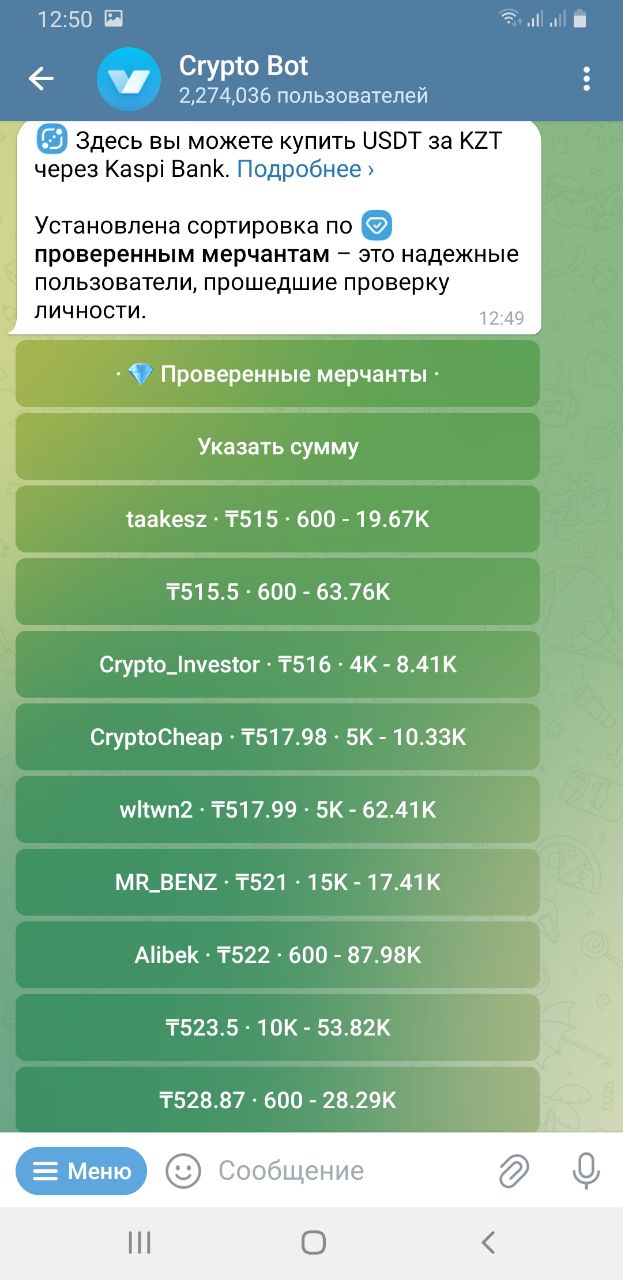 12:50
Crypto Bot
2,274,036 пользователей
Здесь вы можете купить USDT за KZT
через Kaspi Bank. Подробнее ›
Установлена сортировка по
проверенным мерчантам – это надежные
пользователи, прошедшие проверку
личности.
12:49
· 💎 Проверенные мерчанты ·
Указать сумму
taakesz · ₸515 · 600 - 19.67K
₸515.5 · 600 - 63.76K
Crypto_Investor · ₸516 · 4K - 8.41K
CryptoCheap · ₸517.98 · 5K - 10.33K
wltwn2 · ₸517.99 · 5K - 62.41K
MR_BENZ · ₸521 · 15K - 17.41K
Alibek · ₸522 · 600 - 87.98K
₸523.5 · 10K - 53.82K
₸528.87 · 600 - 28.29K
Меню
Сообщение